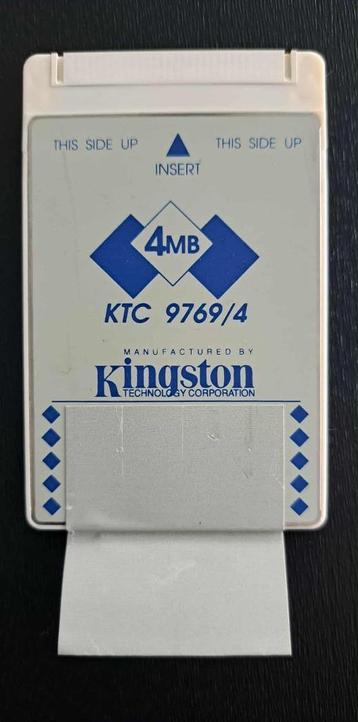 THIS SIDE UP THIS SIDE UP
INSERT
4MB
KTC 9769/4
MANUFACTURED BY
Kingston
TECHNOLOGY CORPORATION